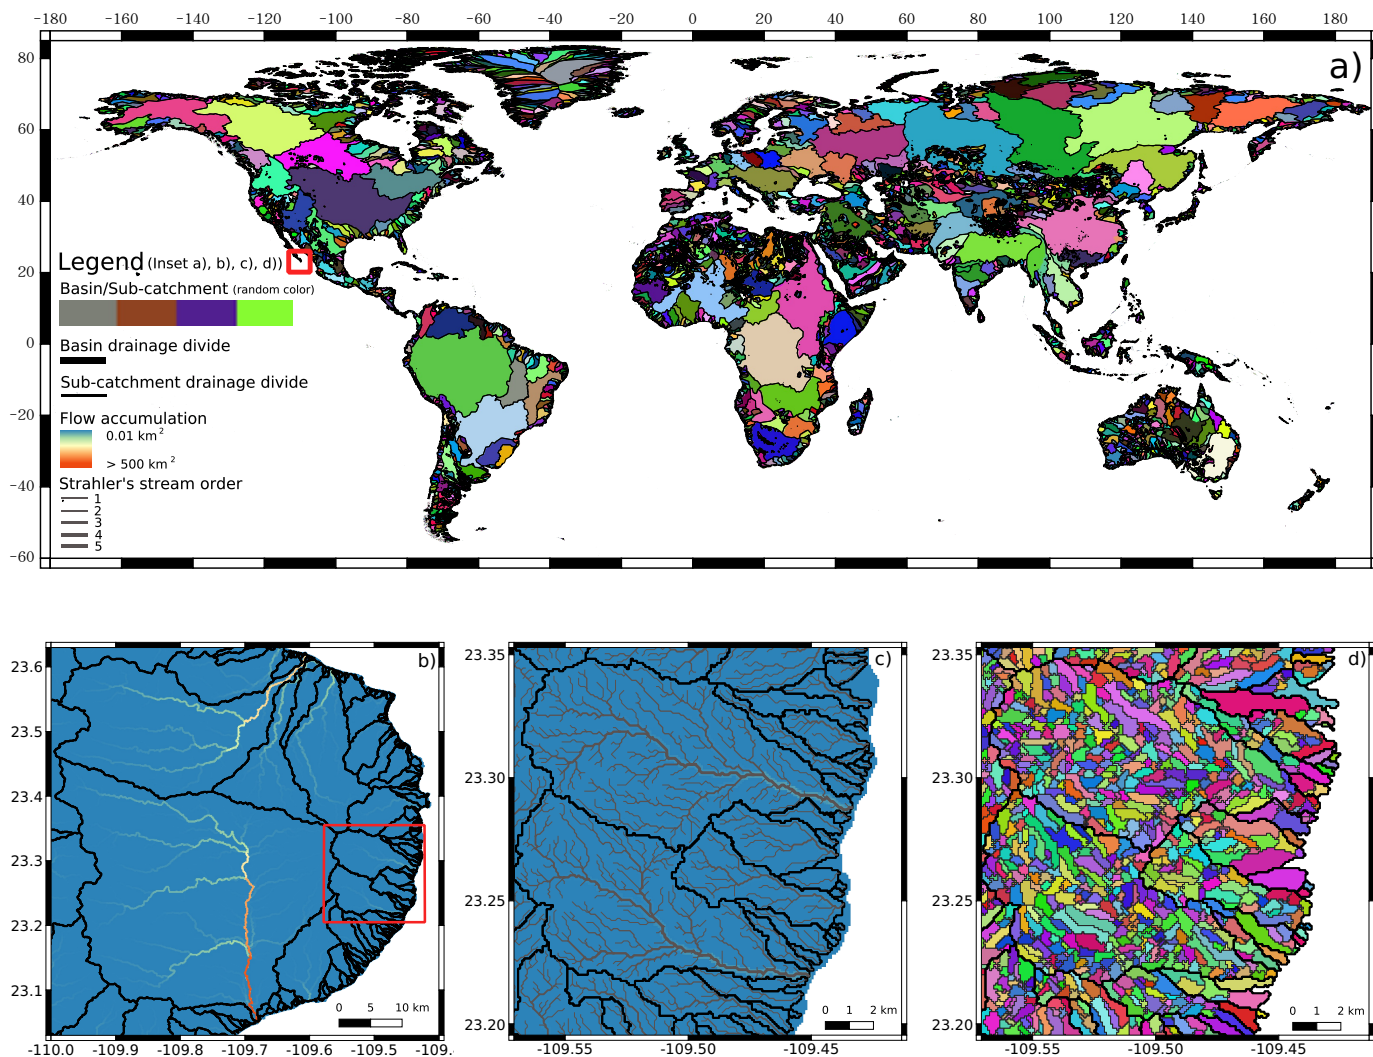 -180 -160 -140 -120 -100 -80 -60 -40 -20 0 20 40 60 80 100 120 140 160 180
a)
80
60
40
20
0
-20
-40
-60
Legend (Inset a), b), c), d))
Basin/Sub-catchment (random color)
Basin drainage divide
Sub-catchment drainage divide
Flow accumulation
0.01 km²
> 500 km²
Strahler's stream order
1
2
3
4
5
b)
23.6
23.5
23.4
23.3
23.2
23.1
0 5 10 km
-110.0 -109.9 -109.8 -109.7 -109.6 -109.5 -109.
c)
23.35
23.30
23.25
23.20
0 1 2 km
-109.55 -109.50 -109.45
d)
23.35
23.30
23.25
23.20
0 1 2 km
-109.55 -109.50 -109.45